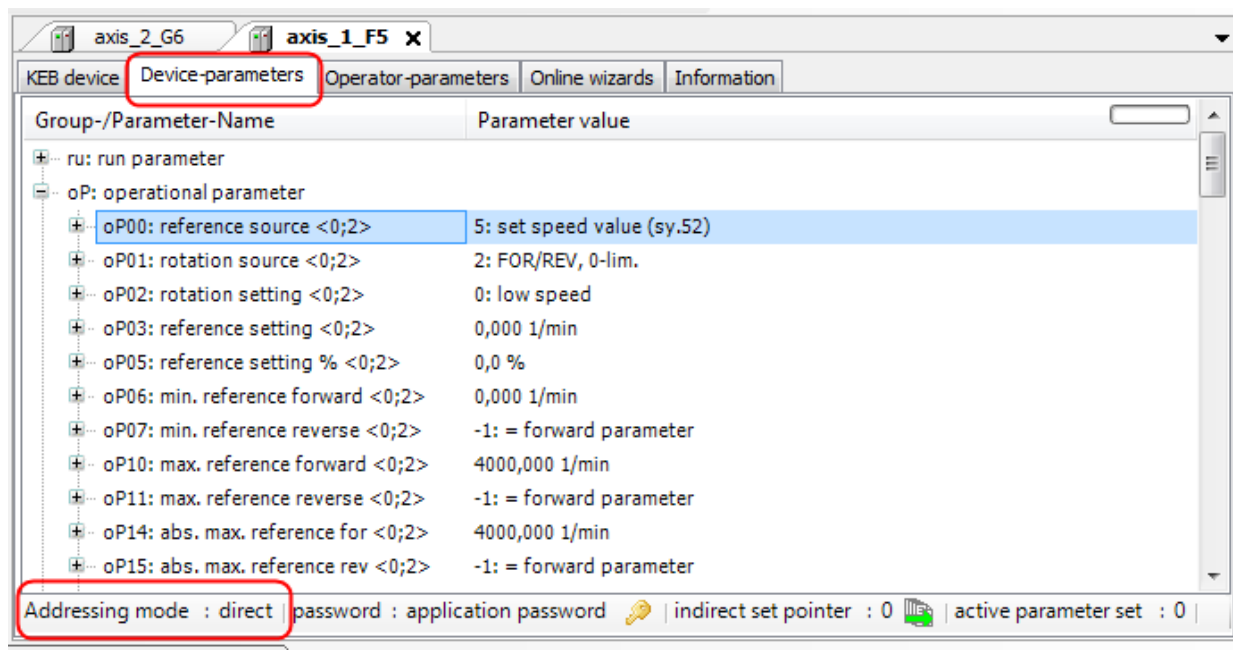 axis_2_G6 axis_1_F5 x
KEB device Device-parameters Operator-parameters Online wizards Information
Group-/Parameter-Name Parameter value
ru: run parameter
oP: operational parameter
oP00: reference source <0;2> 5: set speed value (sy.52)
oP01: rotation source <0;2> 2: FOR/REV, 0-lim.
oP02: rotation setting <0;2> 0: low speed
oP03: reference setting <0;2> 0,000 1/min
oP05: reference setting % <0;2> 0,0 %
oP06: min. reference forward <0;2> 0,000 1/min
oP07: min. reference reverse <0;2> -1: = forward parameter
oP10: max. reference forward <0;2> 4000,000 1/min
oP11: max. reference reverse <0;2> -1: = forward parameter
oP14: abs. max. reference for <0;2> 4000,000 1/min
oP15: abs. max. reference rev <0;2> -1: = forward parameter
Addressing mode : direct | password : application password | indirect set pointer : 0 | active parameter set : 0 |